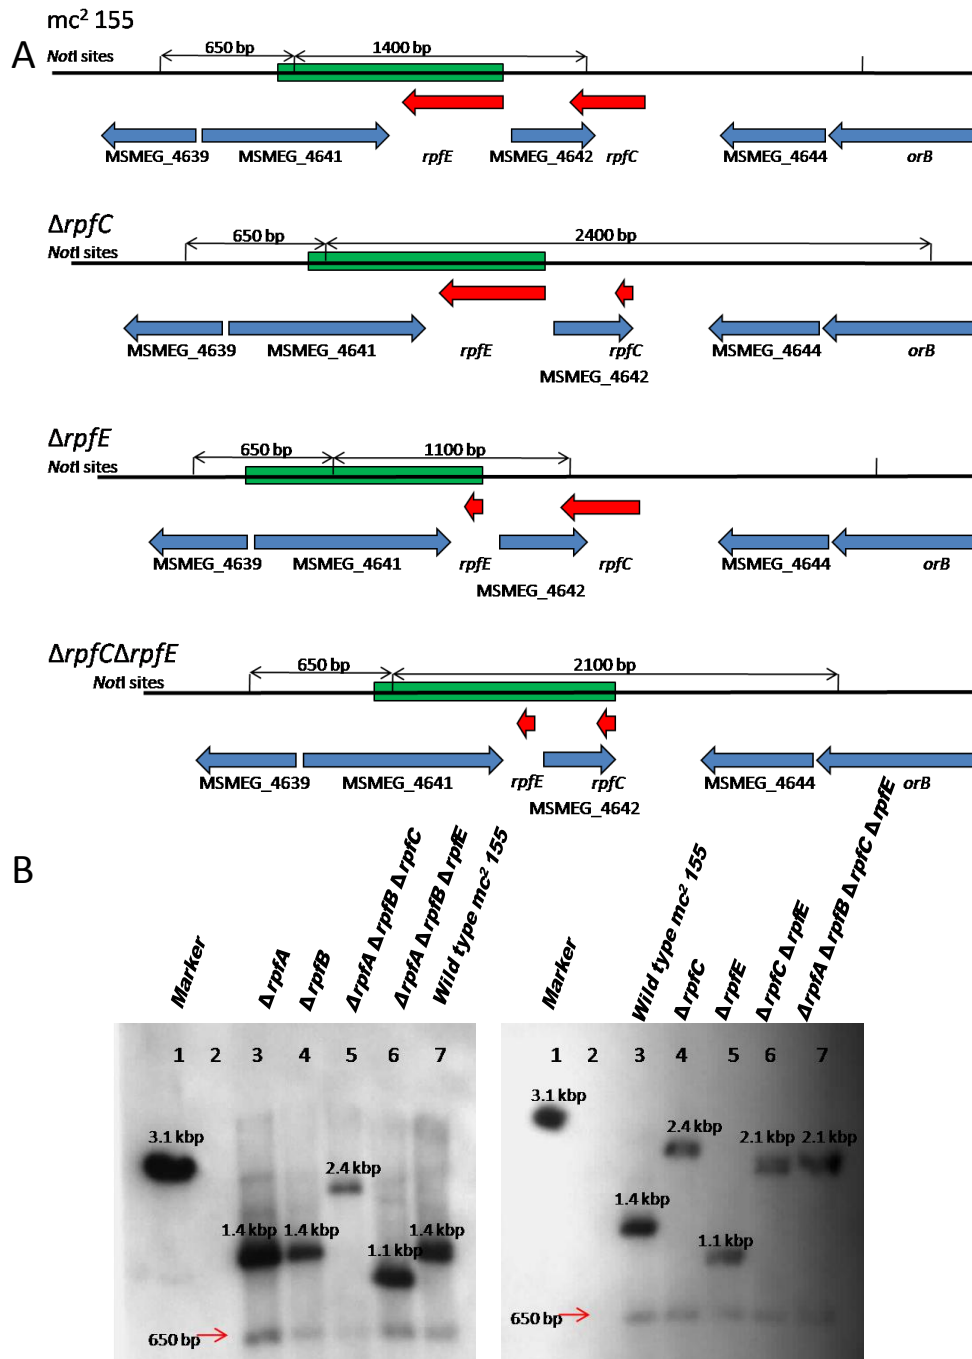 mc² 155
A
NotI sites
650 bp
1400 bp
MSMEG_4639
MSMEG_4641
rpfE
MSMEG_4642
rpfC
MSMEG_4644
orB
ΔrpfC
NotI sites
650 bp
2400 bp
MSMEG_4639
MSMEG_4641
rpfE
rpfC
MSMEG_4644
orB
MSMEG_4642
ΔrpfE
NotI sites
650 bp
1100 bp
MSMEG_4639
MSMEG_4641
rpfE
rpfC
MSMEG_4644
orB
MSMEG_4642
ΔrpfCΔrpfE
NotI sites
650 bp
2100 bp
MSMEG_4639
MSMEG_4641
rpfE
rpfC
MSMEG_4644
orB
MSMEG_4642
B
Marker
ΔrpfA
ΔrpfB
ΔrpfA ΔrpfB ΔrpfC
ΔrpfA ΔrpfB ΔrpfE
Wild type mc² 155
1 2 3 4 5 6 7
3.1 kbp
2.4 kbp
1.4 kbp
1.4 kbp
1.1 kbp
1.4 kbp
650 bp
Marker
Wild type mc² 155
ΔrpfC
ΔrpfE
ΔrpfC ΔrpfE
ΔrpfA ΔrpfB ΔrpfC ΔrpfE
1 2 3 4 5 6 7
3.1 kbp
2.4 kbp
2.1 kbp
2.1 kbp
1.4 kbp
1.1 kbp
650 bp